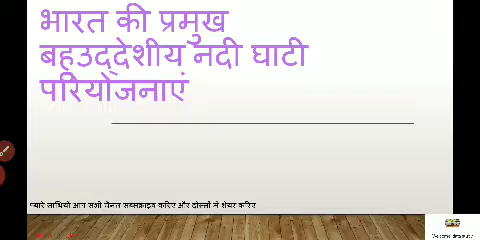 भारत की प्रमुख
बहुउद्देशीय नदी घाटी
परियोजनाएं
प्यारे साथियो आप सभी चैनल सब्सक्राइब करिए और दोस्तों में शेयर करिए